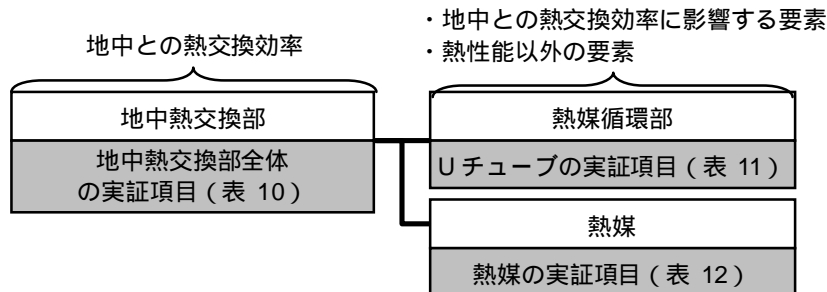 地中との熱交換効率
・地中との熱交換効率に影響する要素
・熱性能以外の要素
地中熱交換部
地中熱交換部全体
の実証項目（表 10）
熱媒循環部
Uチューブの実証項目（表 11）
熱媒
熱媒の実証項目（表 12）